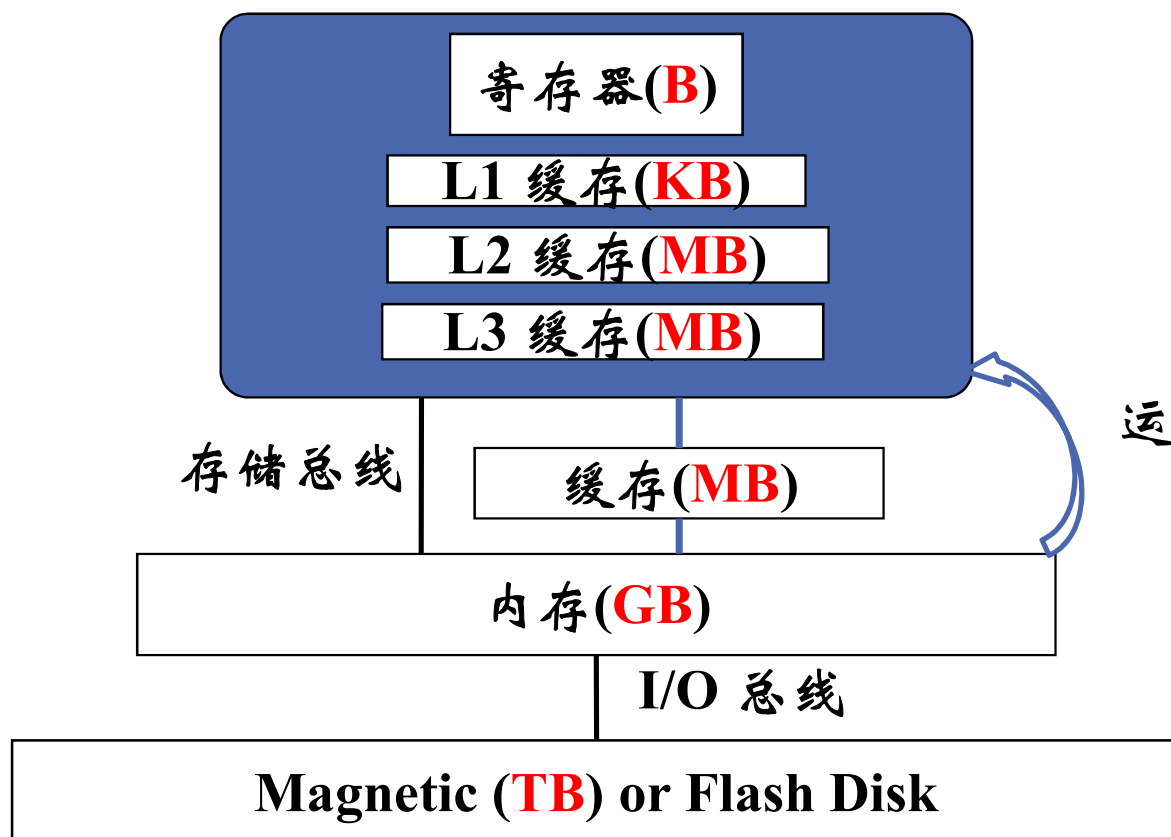 寄存器(B)
L1 缓存(KB)
L2 缓存(MB)
L3 缓存(MB)
运
存储总线
缓存(MB)
内存(GB)
I/O 总线
Magnetic (TB) or Flash Disk